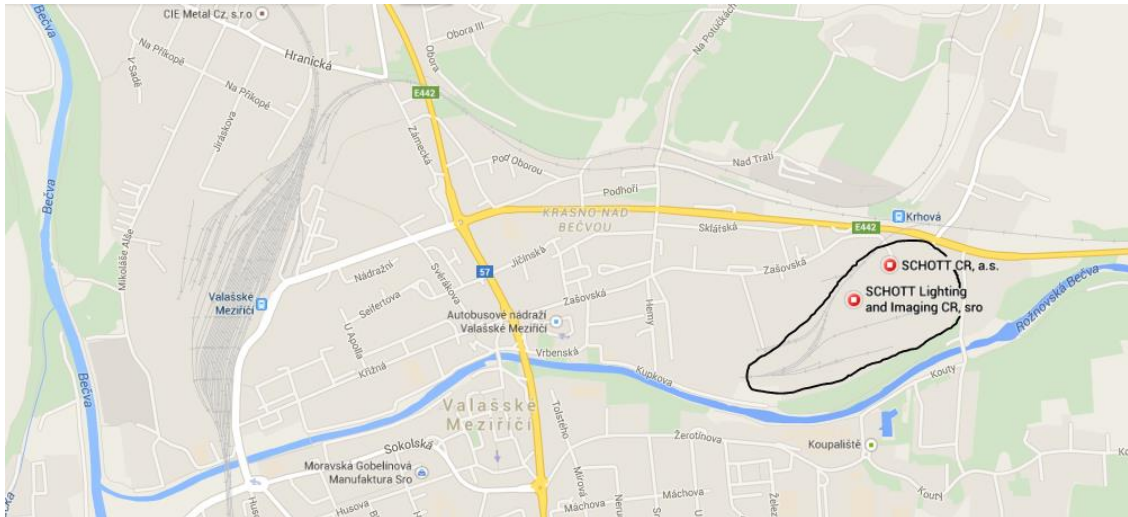 CIE Metal Cz, s.r.o
Bečva
Na Příkopě
V Sadě
Na Příkopě
Hranická
Jiráskova
Obora III
Obora
E442
Zámecká
Na Potůčkách
Pod Oborou
Nad Tratí
Podhoří
KRÁSNO NAD
BEČVOU
Sklářská
Krhová
E442
Bečva
Mikoláše Alše
Nádražní
57
Jičínská
Zašovská
SCHOTT CR, a.s.
SCHOTT Lighting
and Imaging CR, sro
Rožnovská Bečva
Valašské
Meziříčí
Seifertova
Svěrákova
Zašovská
Hemy
Autobusové nádraží
Valašské Meziříčí
U Apolla
Křižná
Vrbenská
Kupkova
Kouty
Bečva
Valašské
Meziříčí
Tolstého
Žerotínova
Koupaliště
Sokolská
Moravská Gobelínová
Manufaktura Sro
Mírová
Máchova
Máchova
Kouty
Husova